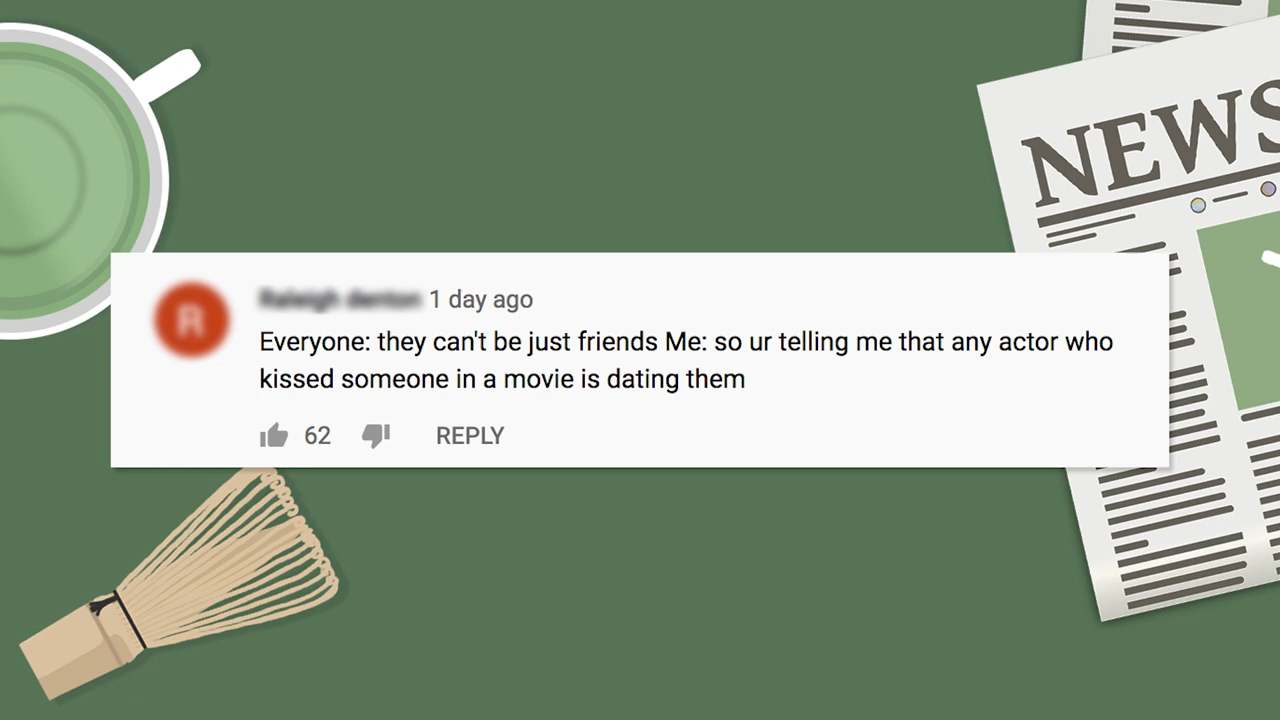 NEWS
1 day ago
Everyone: they can't be just friends Me: so ur telling me that any actor who
kissed someone in a movie is dating them
62
REPLY